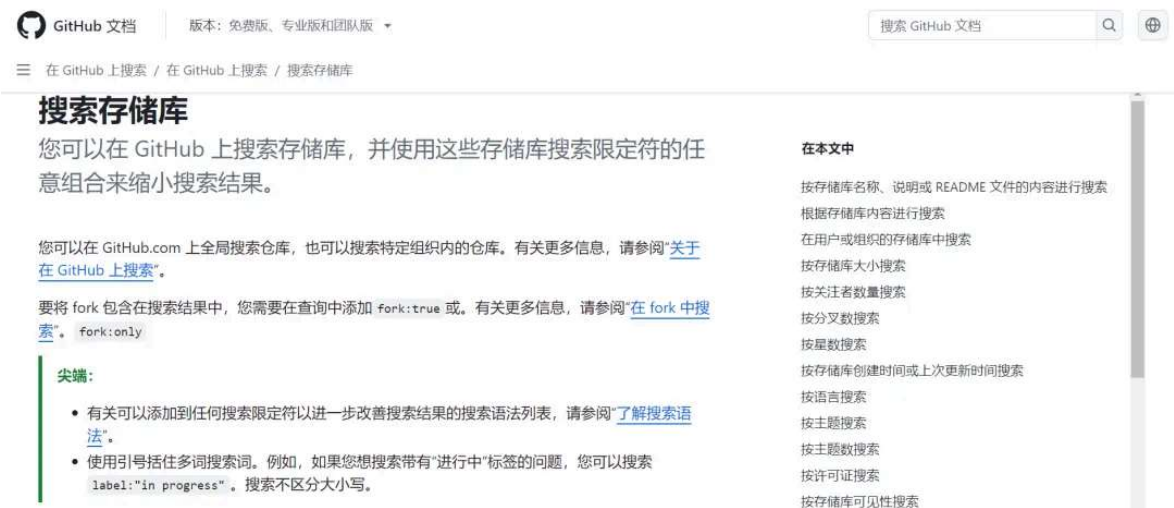 GitHub 文档
版本：免费版、专业版和团队版
搜索 GitHub 文档
在 GitHub 上搜索 / 在 GitHub 上搜索 / 搜索存储库
搜索存储库
您可以在 GitHub 上搜索存储库，并使用这些存储库搜索限定符的任
意组合来缩小搜索结果。
您可以在 GitHub.com 上全局搜索仓库，也可以搜索特定组织内的仓库。有关更多信息，请参阅“关于
在 GitHub 上搜索”。
要将 fork 包含在搜索结果中，您需要在查询中添加 fork:true 或。有关更多信息，请参阅“在 fork 中搜
索”。 fork:only
尖端：
有关可以添加到任何搜索限定符以进一步改善搜索结果的搜索语法列表，请参阅“了解搜索语
法”。
使用引号括住多词搜索词。例如，如果您想搜索带有“进行中”标签的问题，您可以搜索
label:"in progress" 。搜索不区分大小写。
在本文中
按存储库名称、说明或 README 文件的内容进行搜索
根据存储库内容进行搜索
在用户或组织的存储库中搜索
按存储库大小搜索
按关注者数量搜索
按分叉数搜索
按星数搜索
按存储库创建时间或上次更新时间搜索
按语言搜索
按主题搜索
按主题数搜索
按许可证搜索
按存储库可见性搜索